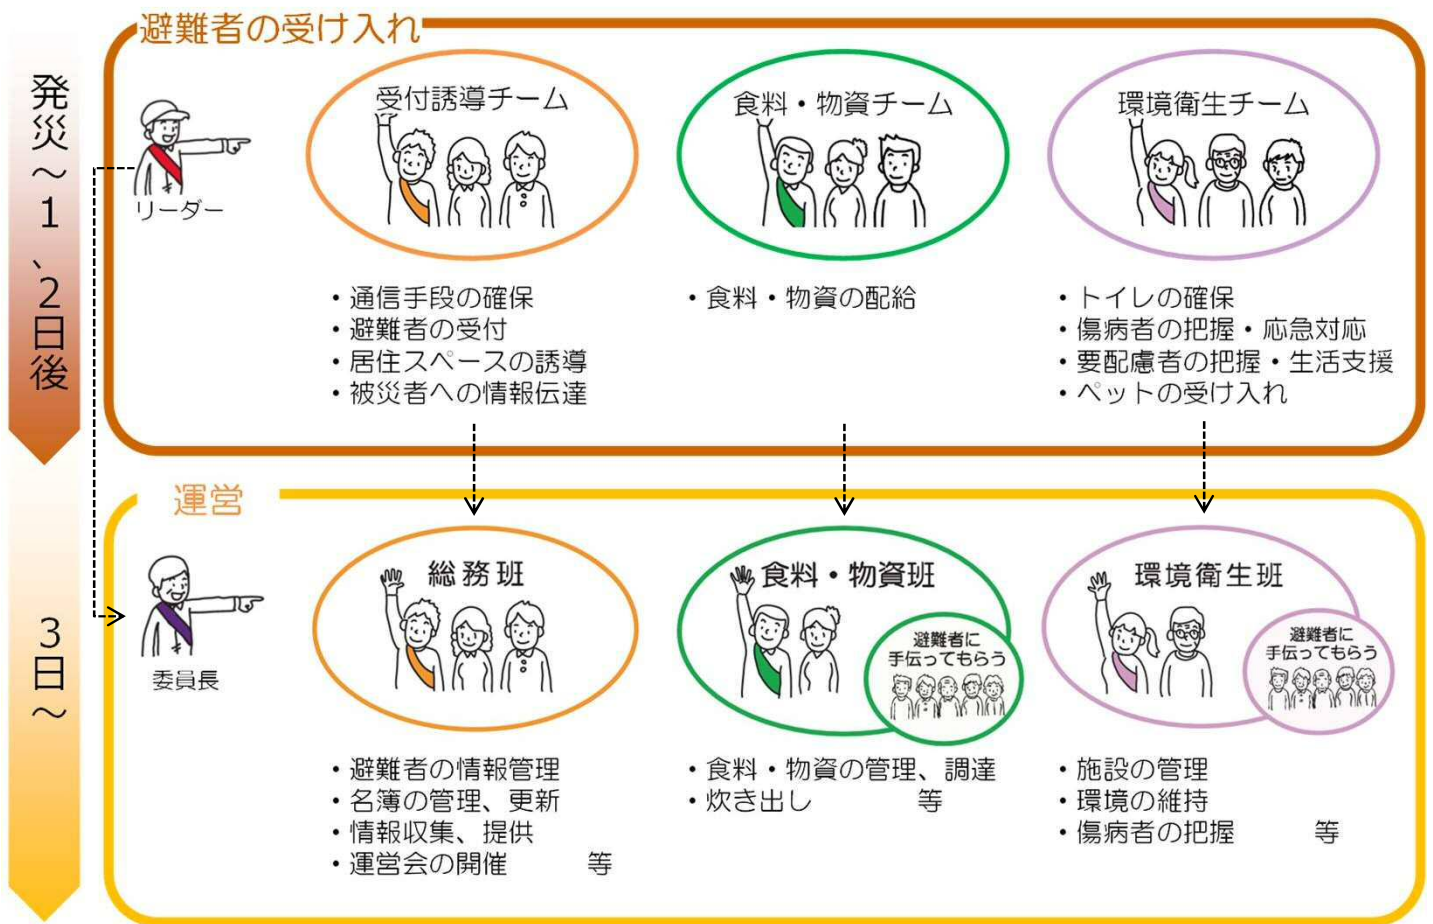 避難者の受け入れ
発災～1、2日後
リーダー
受付誘導チーム
・通信手段の確保
・避難者の受付
・居住スペースの誘導
・被災者への情報伝達
食料・物資チーム
・食料・物資の配給
環境衛生チーム
・トイレの確保
・傷病者の把握・応急対応
・要配慮者の把握・生活支援
・ペットの受け入れ
運営
3日～
委員長
総務班
・避難者の情報管理
・名簿の管理、更新
・情報収集、提供
・運営会の開催　　　等
食料・物資班
避難者に
手伝ってもらう
・食料・物資の管理、調達
・炊き出し　　　　等
環境衛生班
避難者に
手伝ってもらう
・施設の管理
・環境の維持
・傷病者の把握　　　等